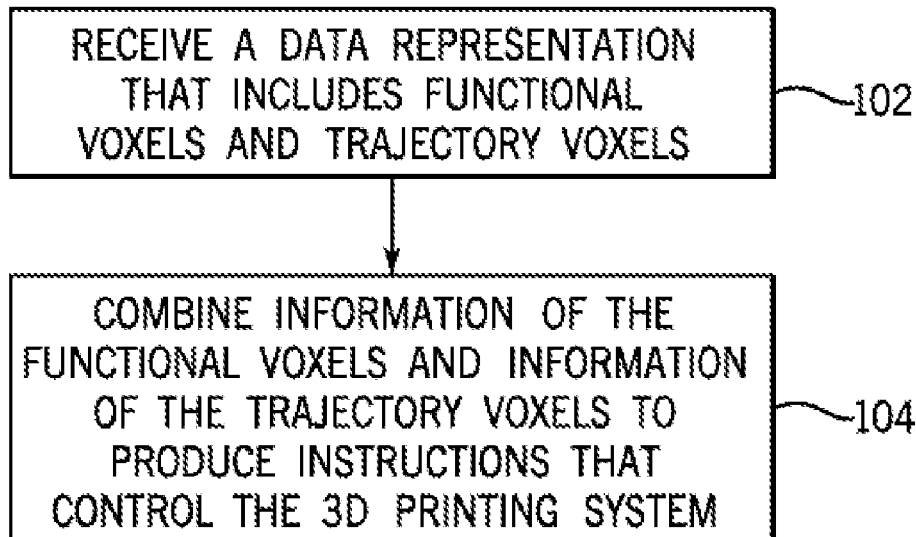 RECEIVE A DATA REPRESENTATION
THAT INCLUDES FUNCTIONAL
VOXELS AND TRAJECTORY VOXELS
102
COMBINE INFORMATION OF THE
FUNCTIONAL VOXELS AND INFORMATION
OF THE TRAJECTORY VOXELS TO
PRODUCE INSTRUCTIONS THAT
CONTROL THE 3D PRINTING SYSTEM
104